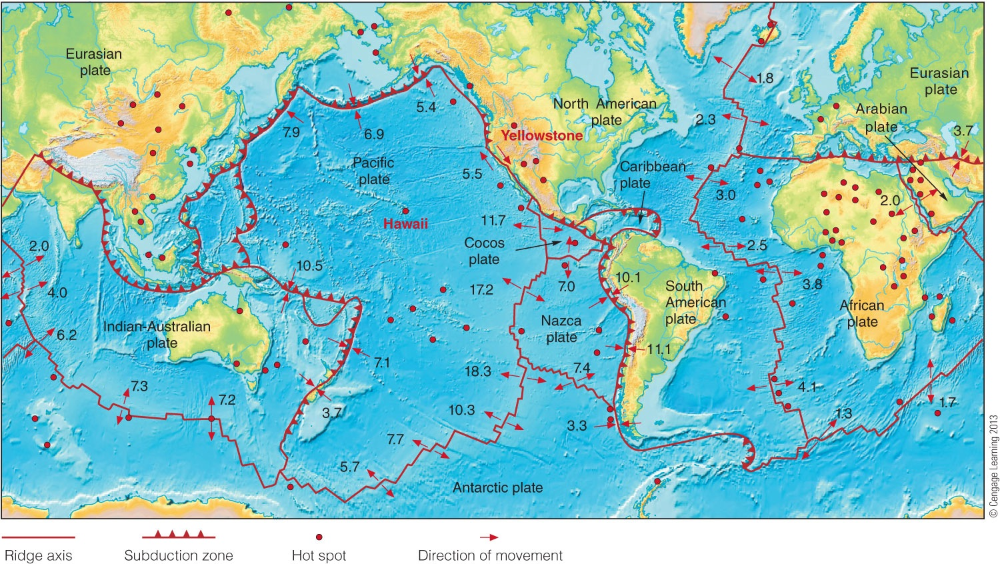 Eurasian
plate
1.8
Eurasian
plate
North American
plate
5.4
Arabian
plate
2.3
7.9
6.9
Yellowstone
3.7
Pacific
plate
5.5
Caribbean
plate
3.0
2.0
Hawaii
11.7
Cocos
plate
2.0
2.5
10.5
4.0
17.2
7.0
10.1
3.8
South
American
plate
African
plate
Indian-Australian
plate
Nazca
plate
6.2
7.1
11.1
18.3
7.4
7.3
7.2
4.1
3.7
10.3
3.3
1.3
1.7
7.7
5.7
Antarctic plate
© Cengage Learning 2013
Ridge axis
Subduction zone
Hot spot
Direction of movement